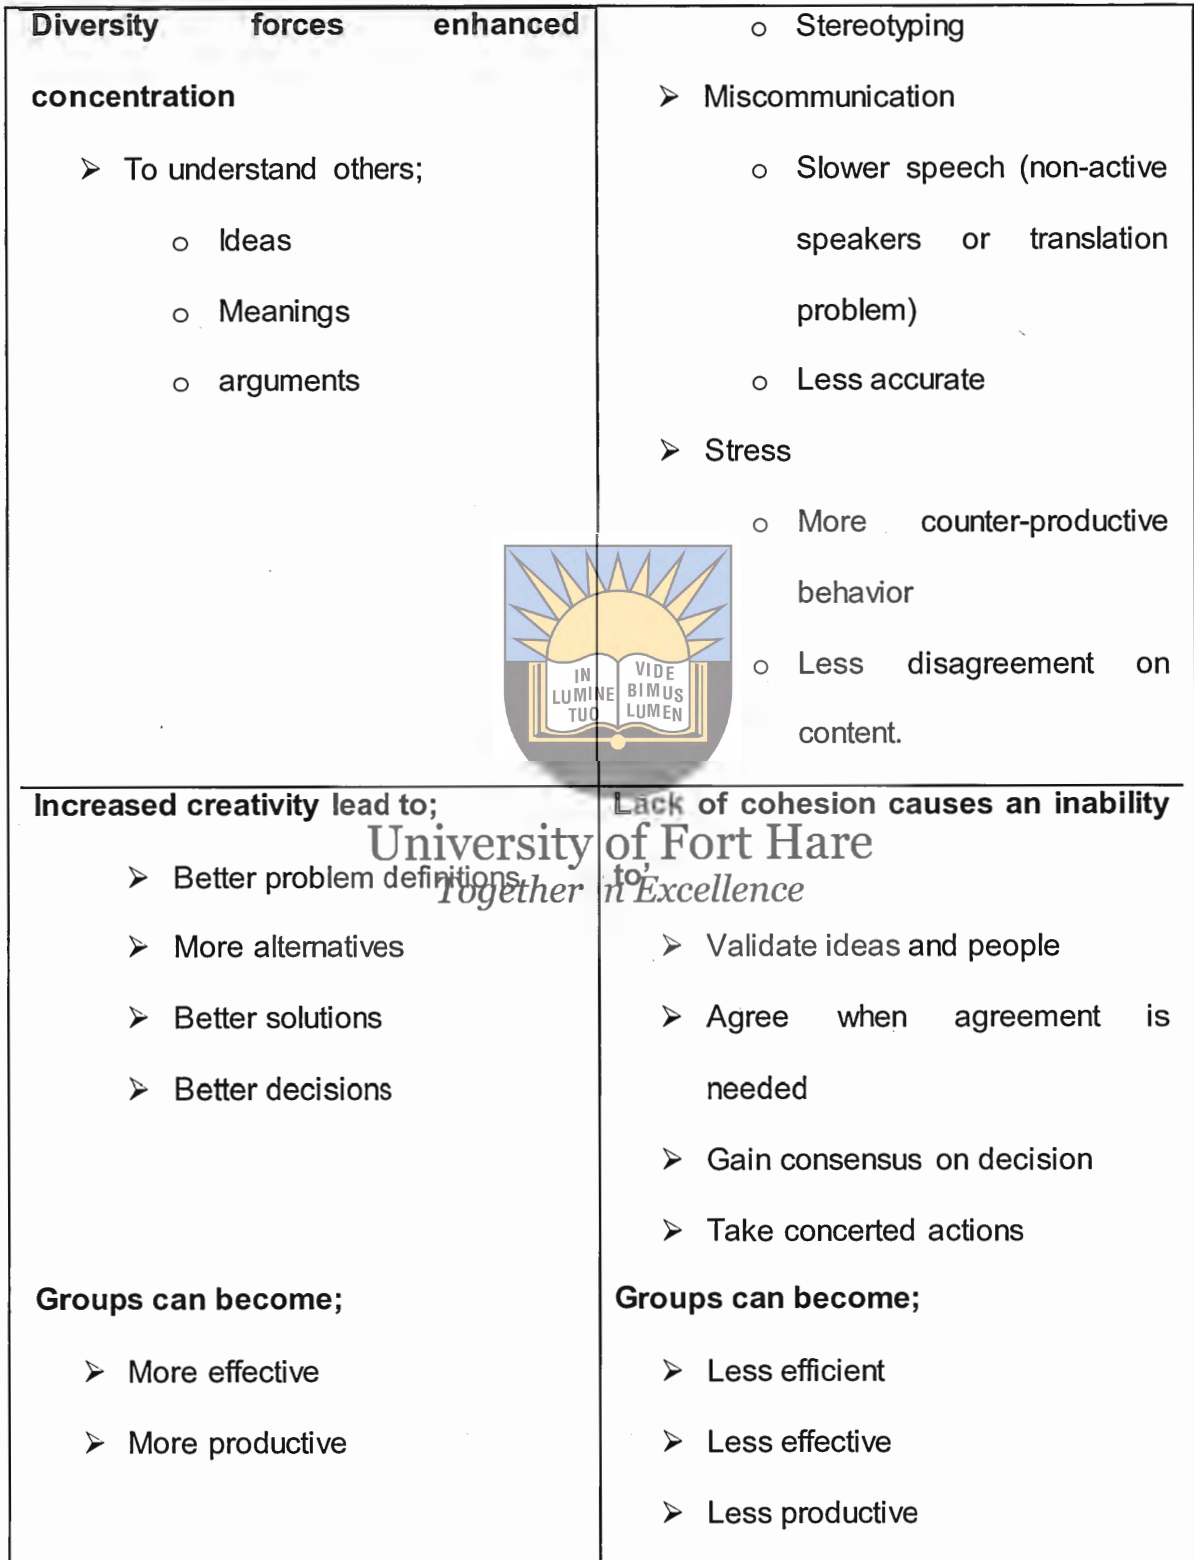 Diversity forces enhanced
concentration
➢ To understand others;
o Ideas
o Meanings
o arguments
o Stereotyping
➢ Miscommunication
o Slower speech (non-active
speakers or translation
problem)
o Less accurate
➢ Stress
o More counter-productive
behavior
o Less disagreement on
content.
IN
LUMINE
TUO
VIDE
BIMUS
LUMEN
University of Fort Hare
Together in Excellence
Increased creativity lead to;
➢ Better problem definitions
➢ More alternatives
➢ Better solutions
➢ Better decisions
Lack of cohesion causes an inability
to;
➢ Validate ideas and people
➢ Agree when agreement is
needed
➢ Gain consensus on decision
➢ Take concerted actions
Groups can become;
➢ More effective
➢ More productive
Groups can become;
➢ Less efficient
➢ Less effective
➢ Less productive